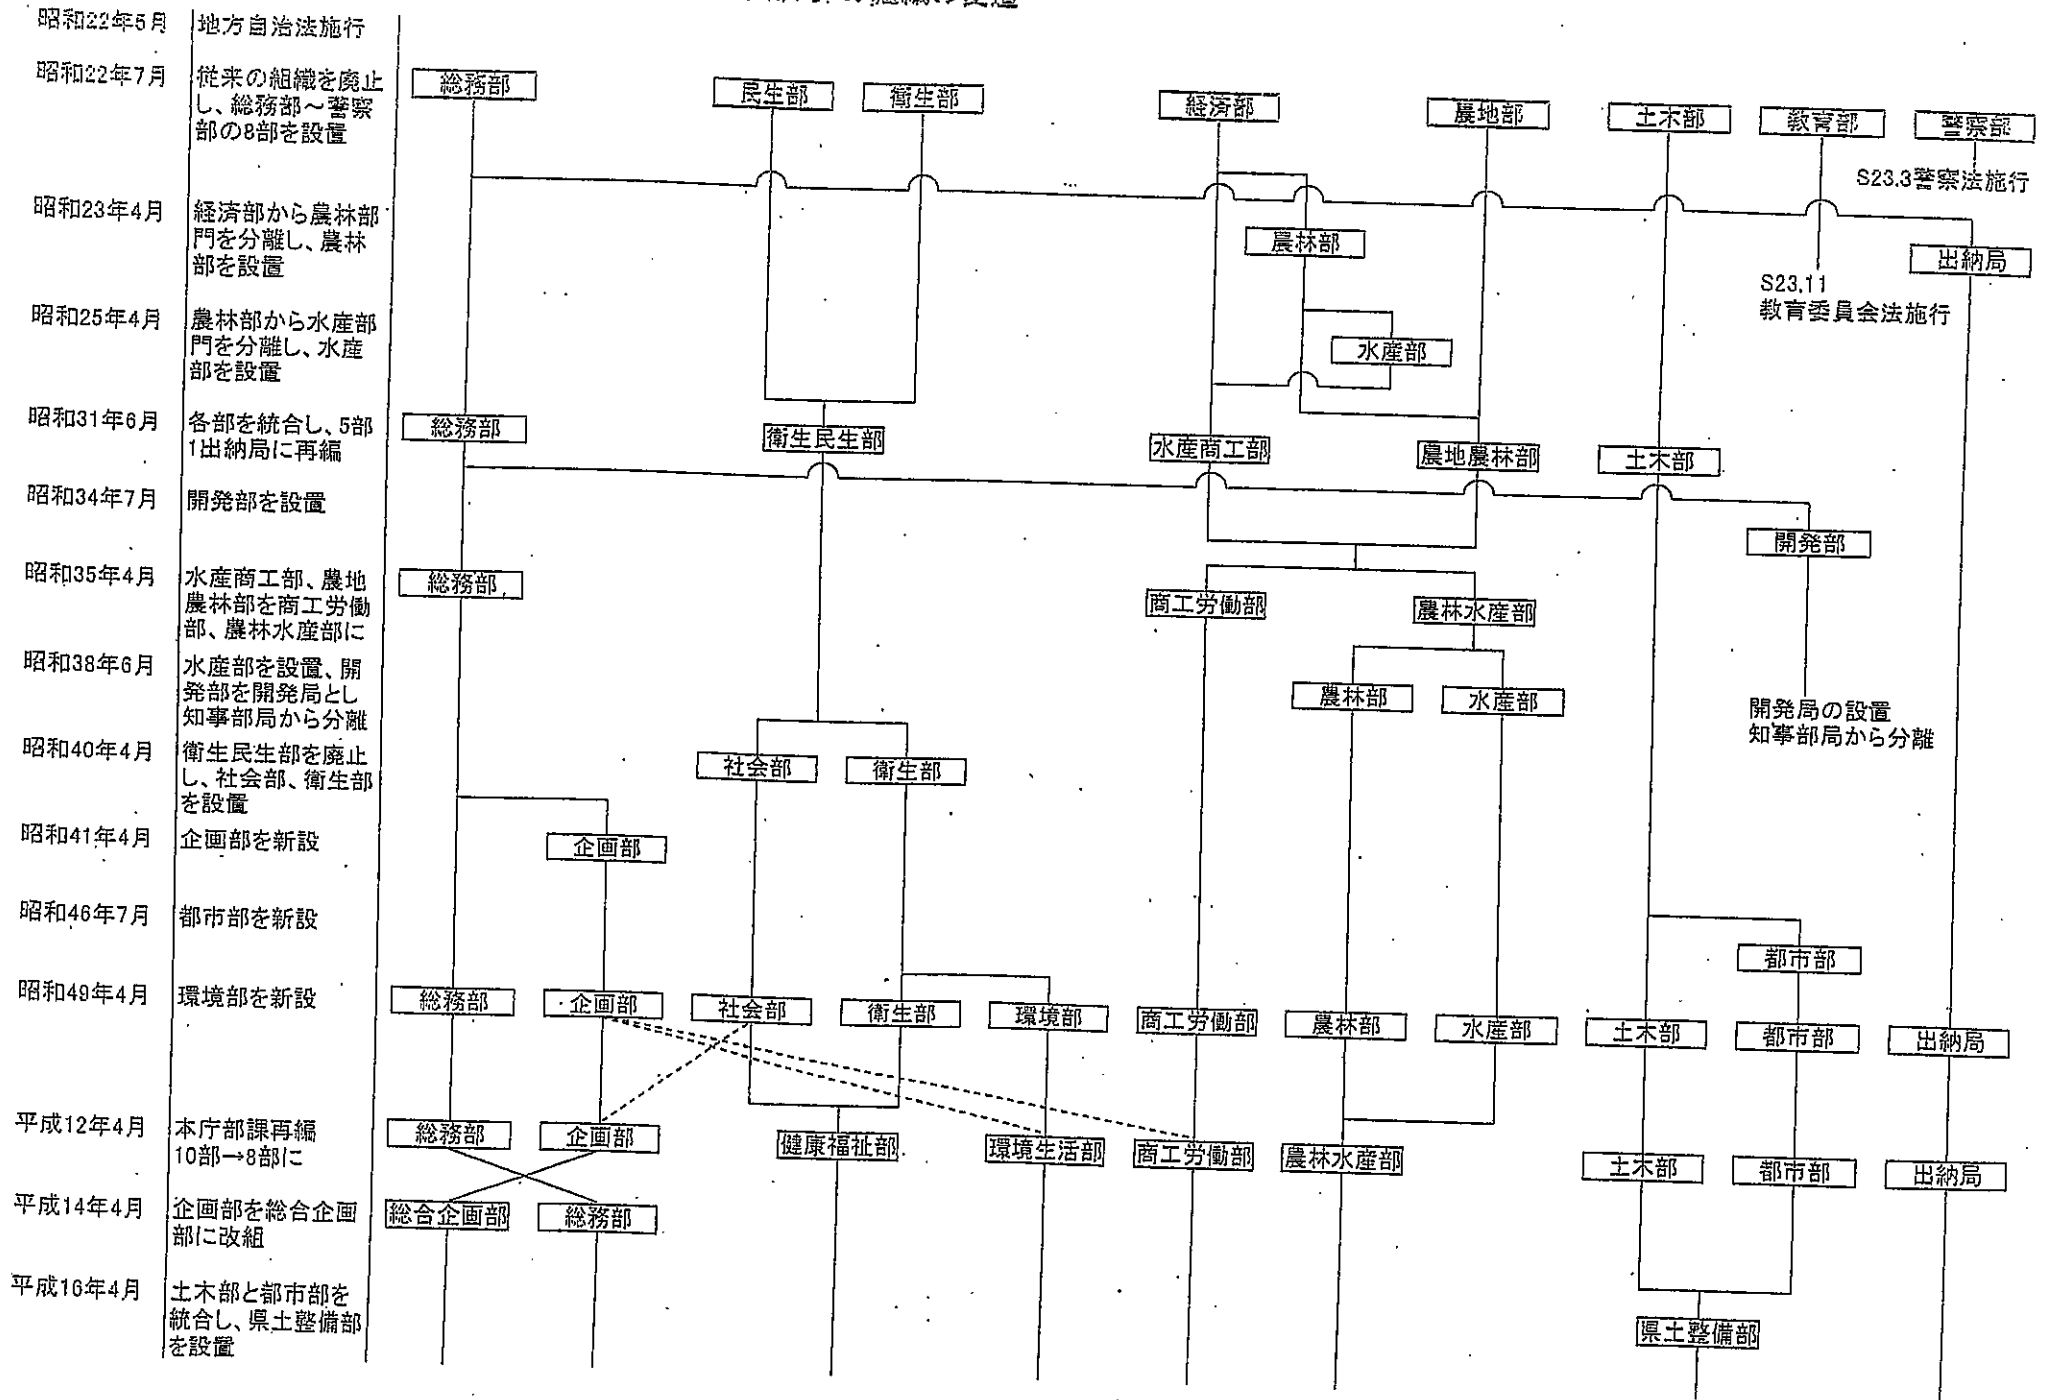 昭和22年5月 地方自治法施行
昭和22年7月 従来の組織を廃止
し、総務部～警察
部の8部を設置
総務部 民生部 衛生部 経済部 農地部 土木部 教育部 警察部
S23.3警察法施行
昭和23年4月 経済部から農林部
門を分離し、農林
部を設置
農林部 出納局
S23.11
教育委員会法施行
昭和25年4月 農林部から水産部
門を分離し、水産
部を設置
水産部
昭和31年6月 各部を統合し、5部
1出納局に再編
総務部 衛生民生部 水産商工部 農地農林部 土木部
昭和34年7月 開発部を設置
開発部
昭和35年4月 水産商工部、農地
農林部を商工労働
部、農林水産部に
総務部 商工労働部 農林水産部
昭和38年6月 水産部を設置、開
発部を開発局とし
知事部局から分離
農林部 水産部
開発局の設置
知事部局から分離
昭和40年4月 衛生民生部を廃止
し、社会部、衛生部
を設置
社会部 衛生部
昭和41年4月 企画部を新設
企画部
昭和46年7月 都市部を新設
都市部
昭和49年4月 環境部を新設
総務部 企画部 社会部 衛生部 環境部 商工労働部 農林部 水産部 土木部 都市部 出納局
平成12年4月 本庁部課再編
10部→8部に
総務部 企画部 健康福祉部 環境生活部 商工労働部 農林水産部 土木部 都市部 出納局
平成14年4月 企画部を総合企画
部に改組
総合企画部 総務部
平成16年4月 土木部と都市部を
統合し、県土整備部
を設置
県土整備部